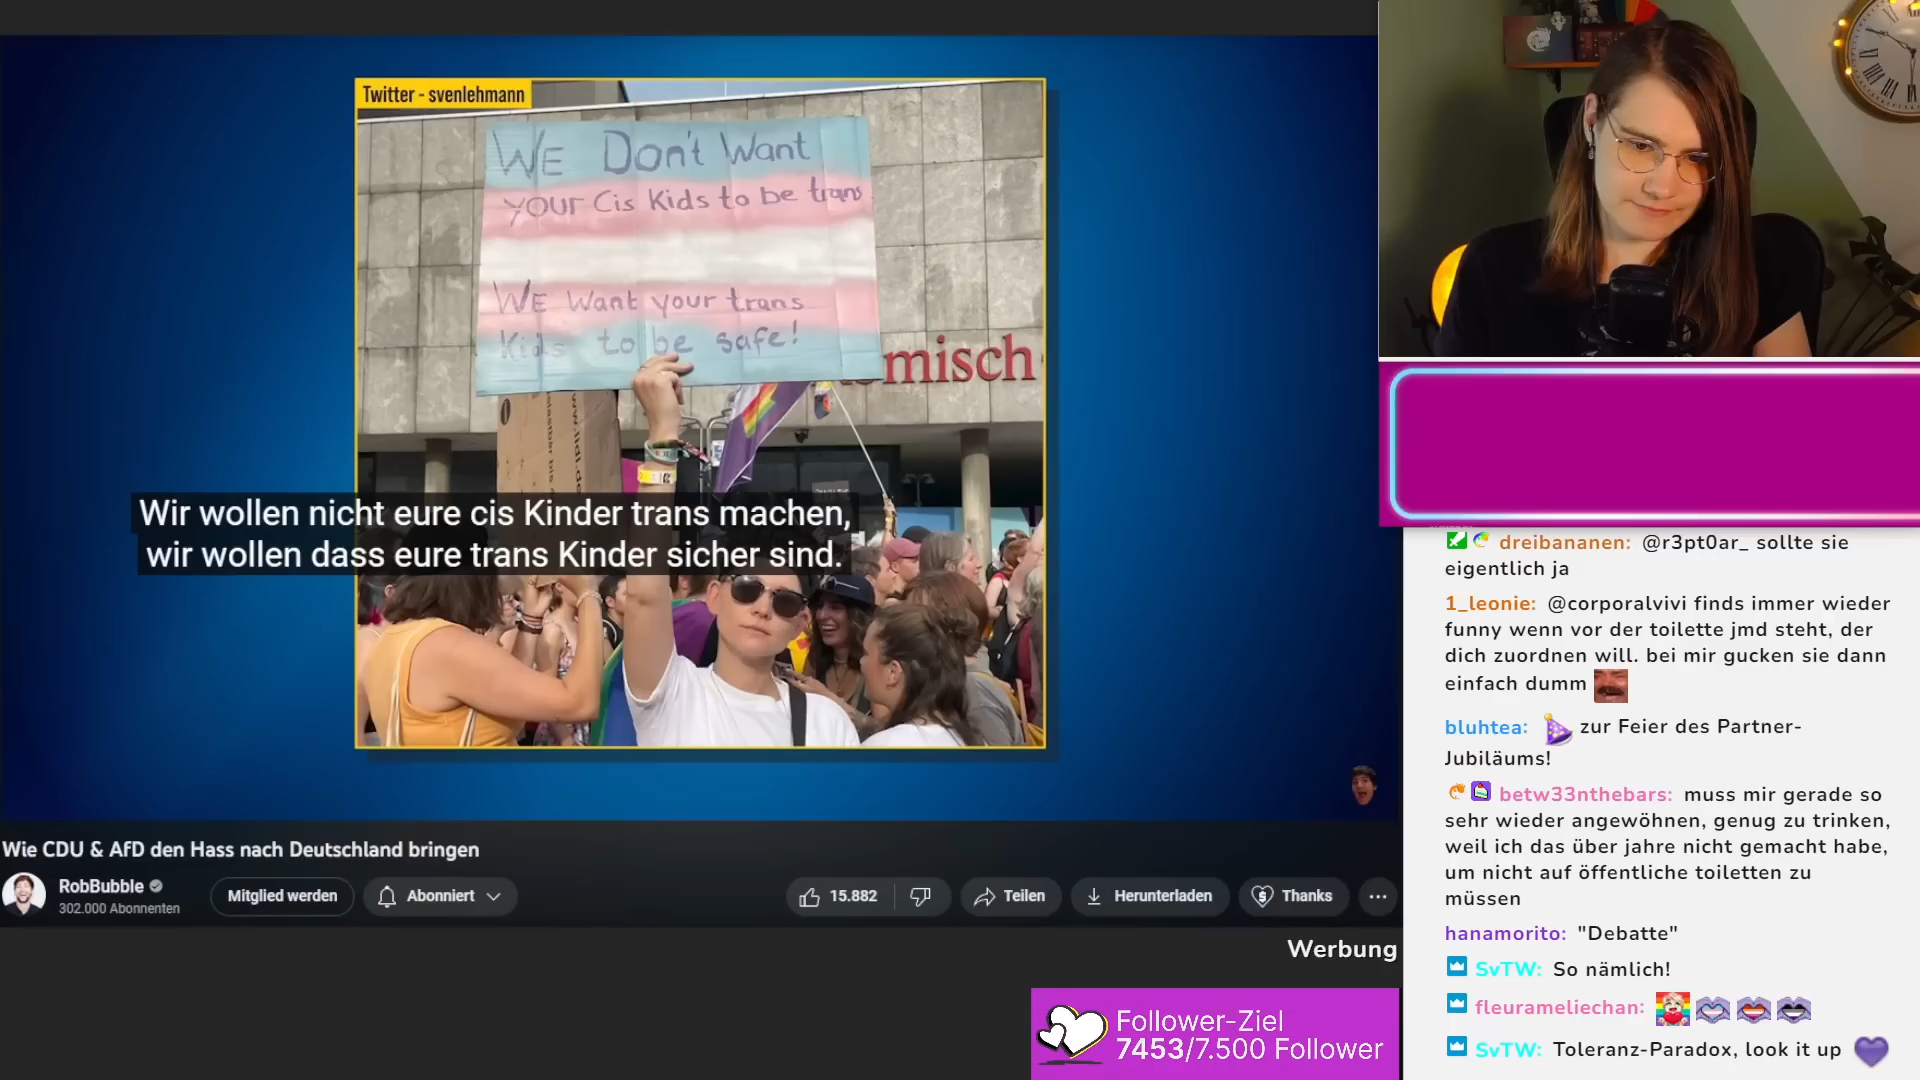 Twitter - svenlehmann
WE Don't Want
your Cis Kids to be trans
WE Want your trans
Kids to be safe!
misch
Wir wollen nicht eure cis Kinder trans machen,
wir wollen dass eure trans Kinder sicher sind.
Wie CDU & AfD den Hass nach Deutschland bringen
RobBubble
302.000 Abonnenten
Mitglied werden
Abonniert
15.882
Teilen
Herunterladen
Thanks
Werbung
Follower-Ziel
7453/7.500 Follower
dreibananen: @r3pt0ar_ sollte sie
eigentlich ja
1_leonie: @corporalvivi finds immer wieder
funny wenn vor der toilette jmd steht, der
dich zuordnen will. bei mir gucken sie dann
einfach dumm
bluhtea: zur Feier des Partner-
Jubiläums!
betw33nthebars: muss mir gerade so
sehr wieder angewöhnen, genug zu trinken,
weil ich das über jahre nicht gemacht habe,
um nicht auf öffentliche toiletten zu
müssen
hanamorito: "Debatte"
SvTW: So nämlich!
fleurameliechan:
SvTW: Toleranz-Paradox, look it up